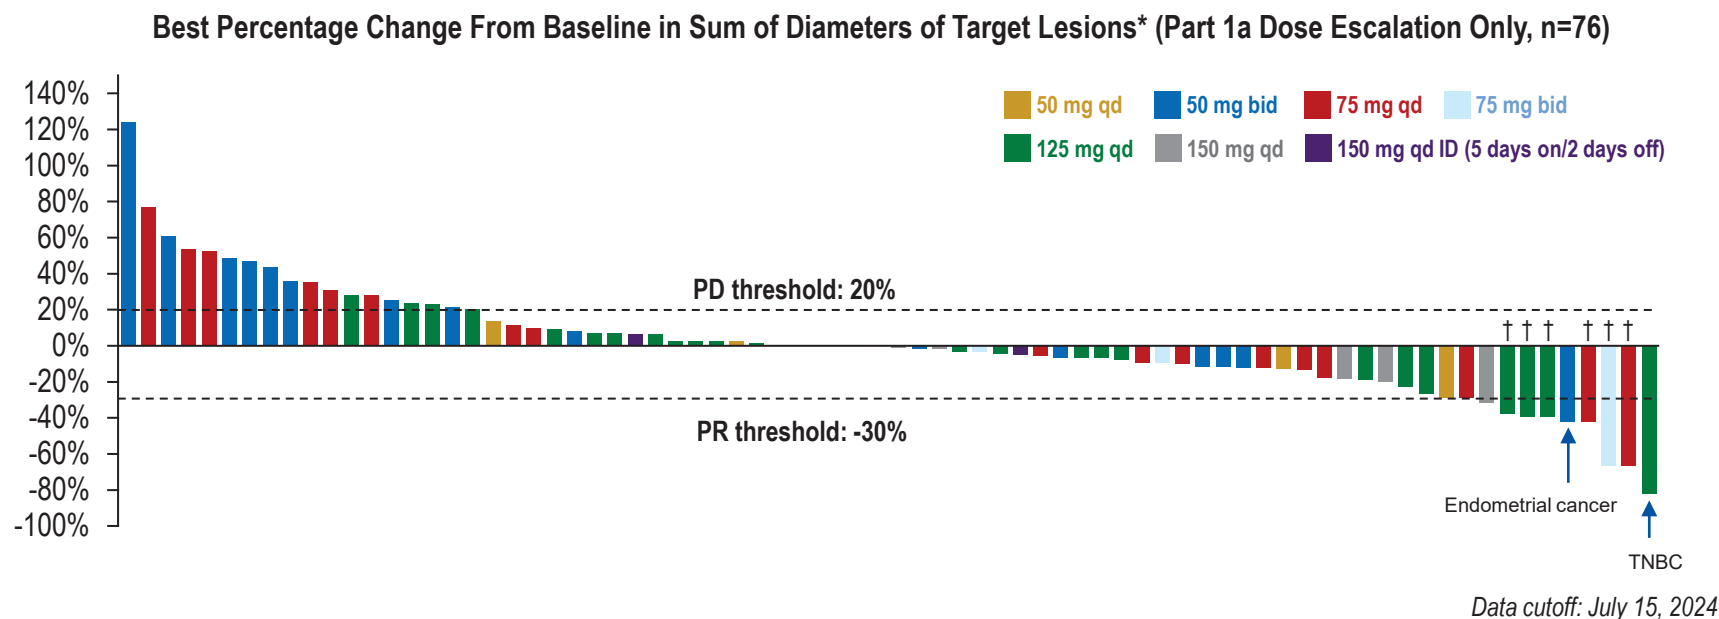 Best Percentage Change From Baseline in Sum of Diameters of Target Lesions* (Part 1a Dose Escalation Only, n=76)
140%
120%
100%
80%
60%
40%
20%
0%
-20%
-40%
-60%
-80%
-100%
50 mg qd
50 mg bid
75 mg qd
75 mg bid
125 mg qd
150 mg qd
150 mg qd ID (5 days on/2 days off)
PD threshold: 20%
† † † † † †
PR threshold: -30%
Endometrial cancer
TNBC
Data cutoff: July 15, 2024